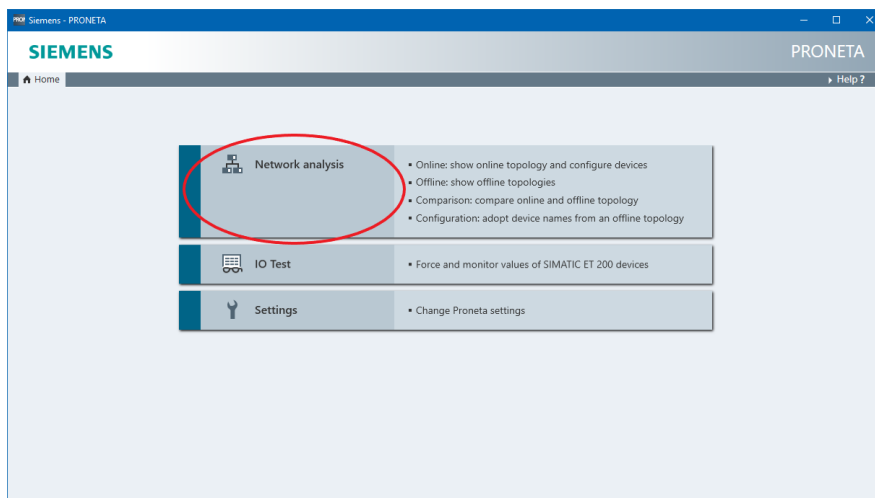 PRO Siemens - PRONETA
SIEMENS
PRONETA
Home
Help ?
Network analysis
▪ Online: show online topology and configure devices
▪ Offline: show offline topologies
▪ Comparison: compare online and offline topology
▪ Configuration: adopt device names from an offline topology
IO Test
▪ Force and monitor values of SIMATIC ET 200 devices
Settings
▪ Change Proneta settings